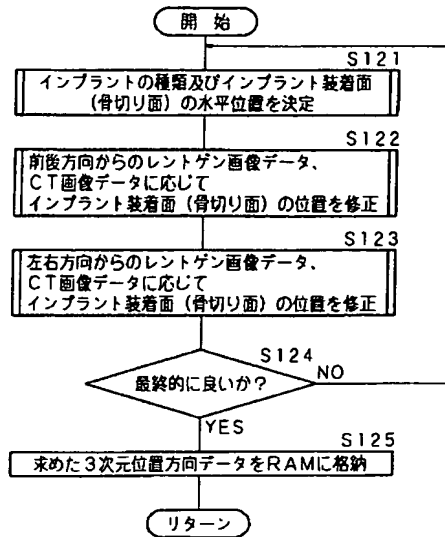 開始
S121
インプラントの種類及びインプラント装着面
(骨切り面)の水平位置を決定
S122
前後方向からのレントゲン画像データ、
CT画像データに応じて
インプラント装着面(骨切り面)の位置を修正
S123
左右方向からのレントゲン画像データ、
CT画像データに応じて
インプラント装着面(骨切り面)の位置を修正
S124
最終的に良いか?
NO
YES
S125
求めた3次元位置方向データをRAMに格納
リターン